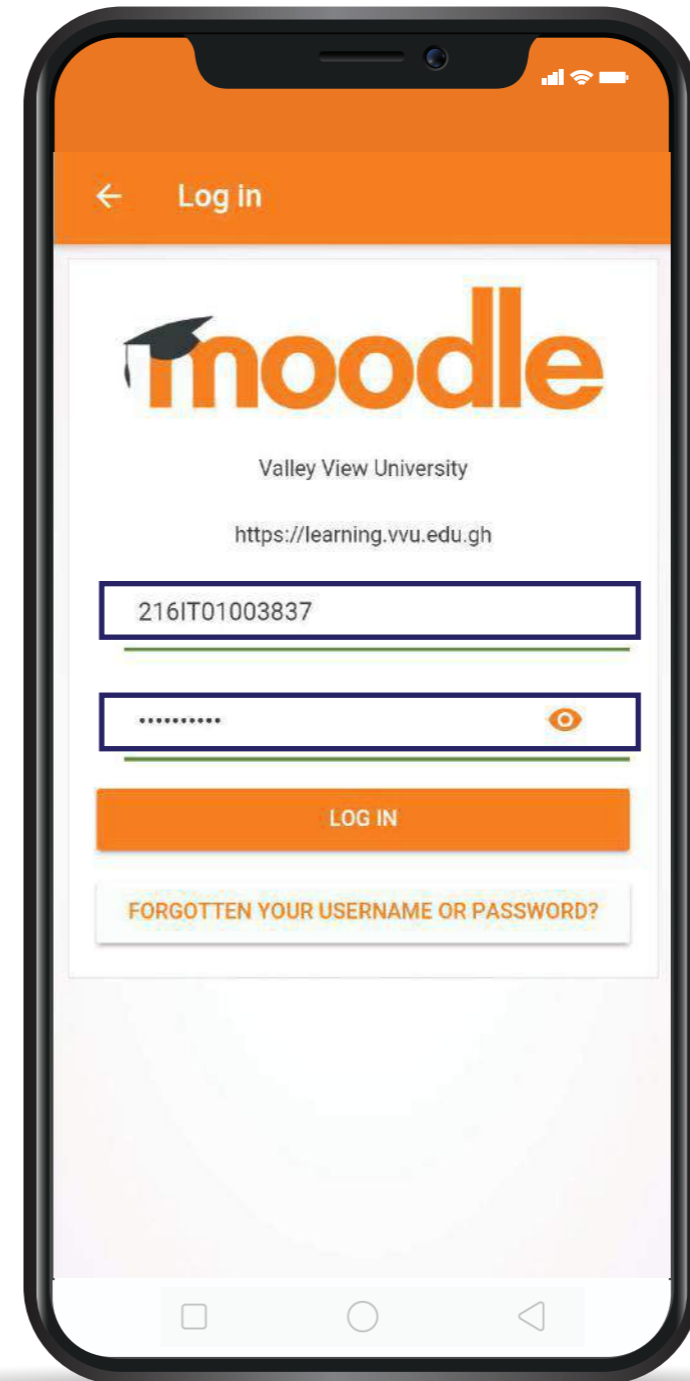 Log in
moodle
Valley View University
https://learning.vvu.edu.gh
216IT01003837
••••••••••
LOG IN
FORGOTTEN YOUR USERNAME OR PASSWORD?